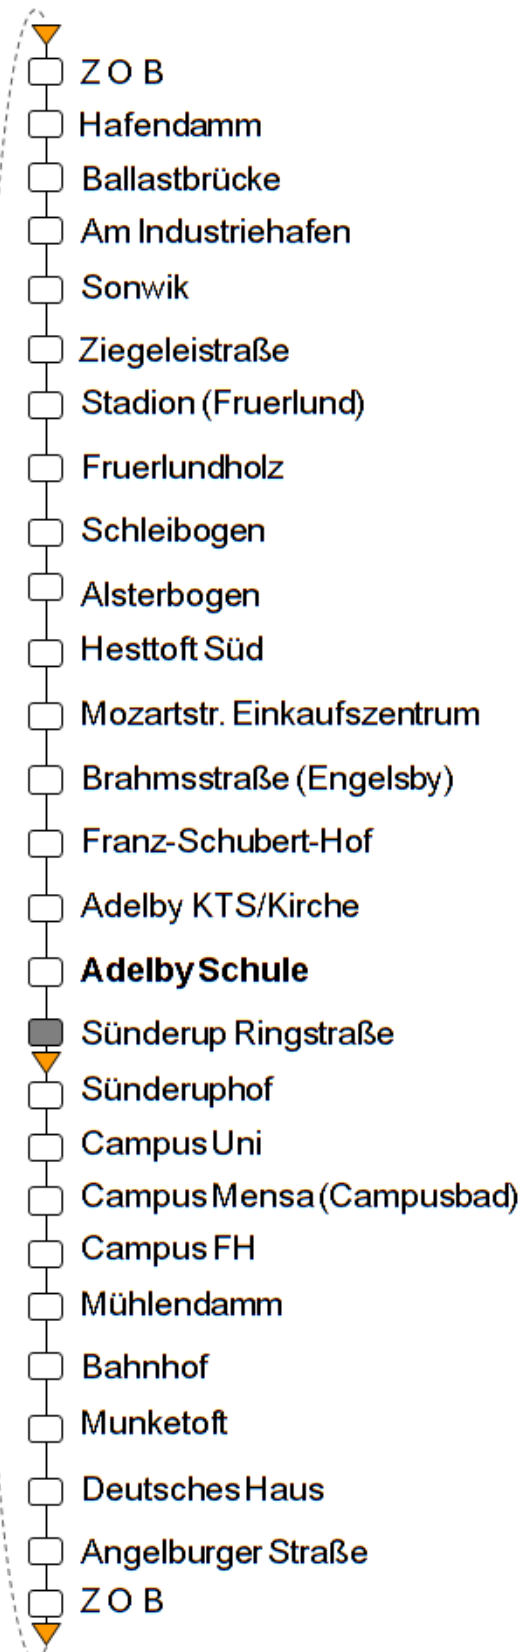 Z O B
Hafendamm
Ballastbrücke
Am Industriehafen
Sonwik
Ziegeleistraße
Stadion (Fruerlund)
Fruerlundholz
Schleibogen
Alsterbogen
Hesttoft Süd
Mozartstr. Einkaufszentrum
Brahmsstraße (Engelsby)
Franz-Schubert-Hof
Adelby KTS/Kirche
Adelby Schule
Sünderup Ringstraße
Sünderuphof
Campus Uni
Campus Mensa (Campusbad)
Campus FH
Mühlendamm
Bahnhof
Munketoft
Deutsches Haus
Angelburger Straße
Z O B